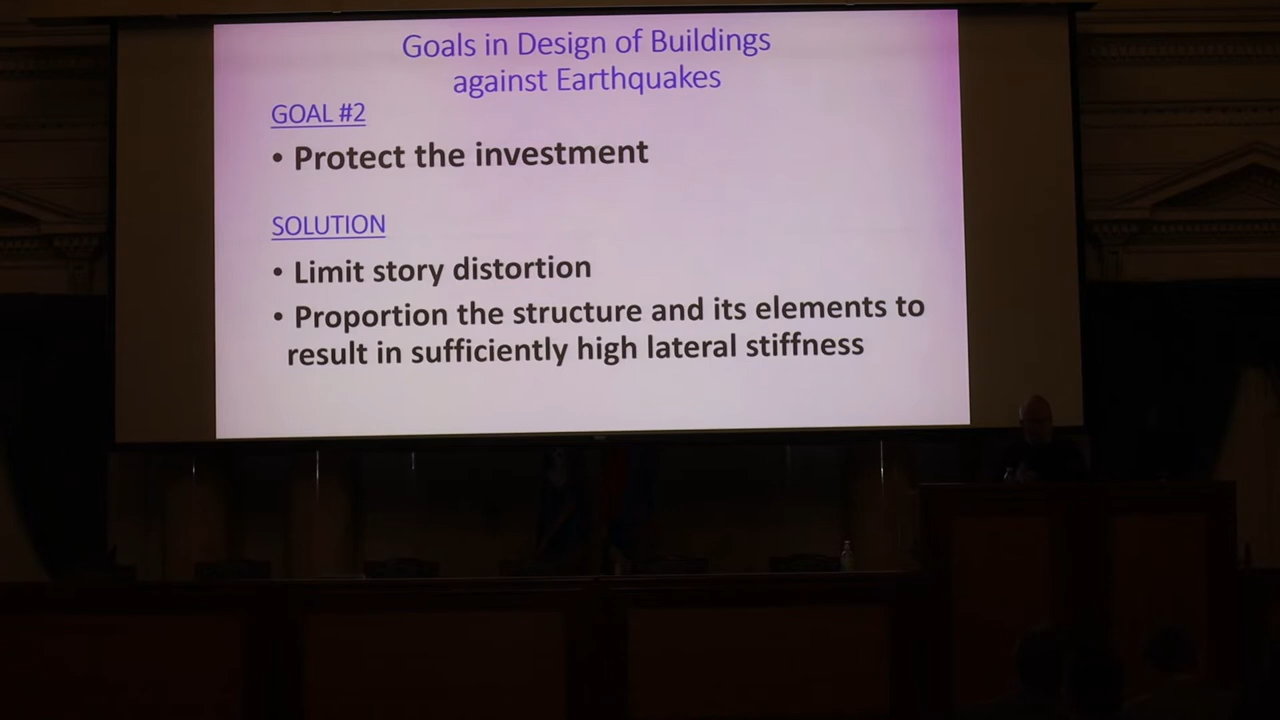 Goals in Design of Buildings
against Earthquakes
GOAL #2
• Protect the investment
SOLUTION
• Limit story distortion
• Proportion the structure and its elements to
result in sufficiently high lateral stiffness